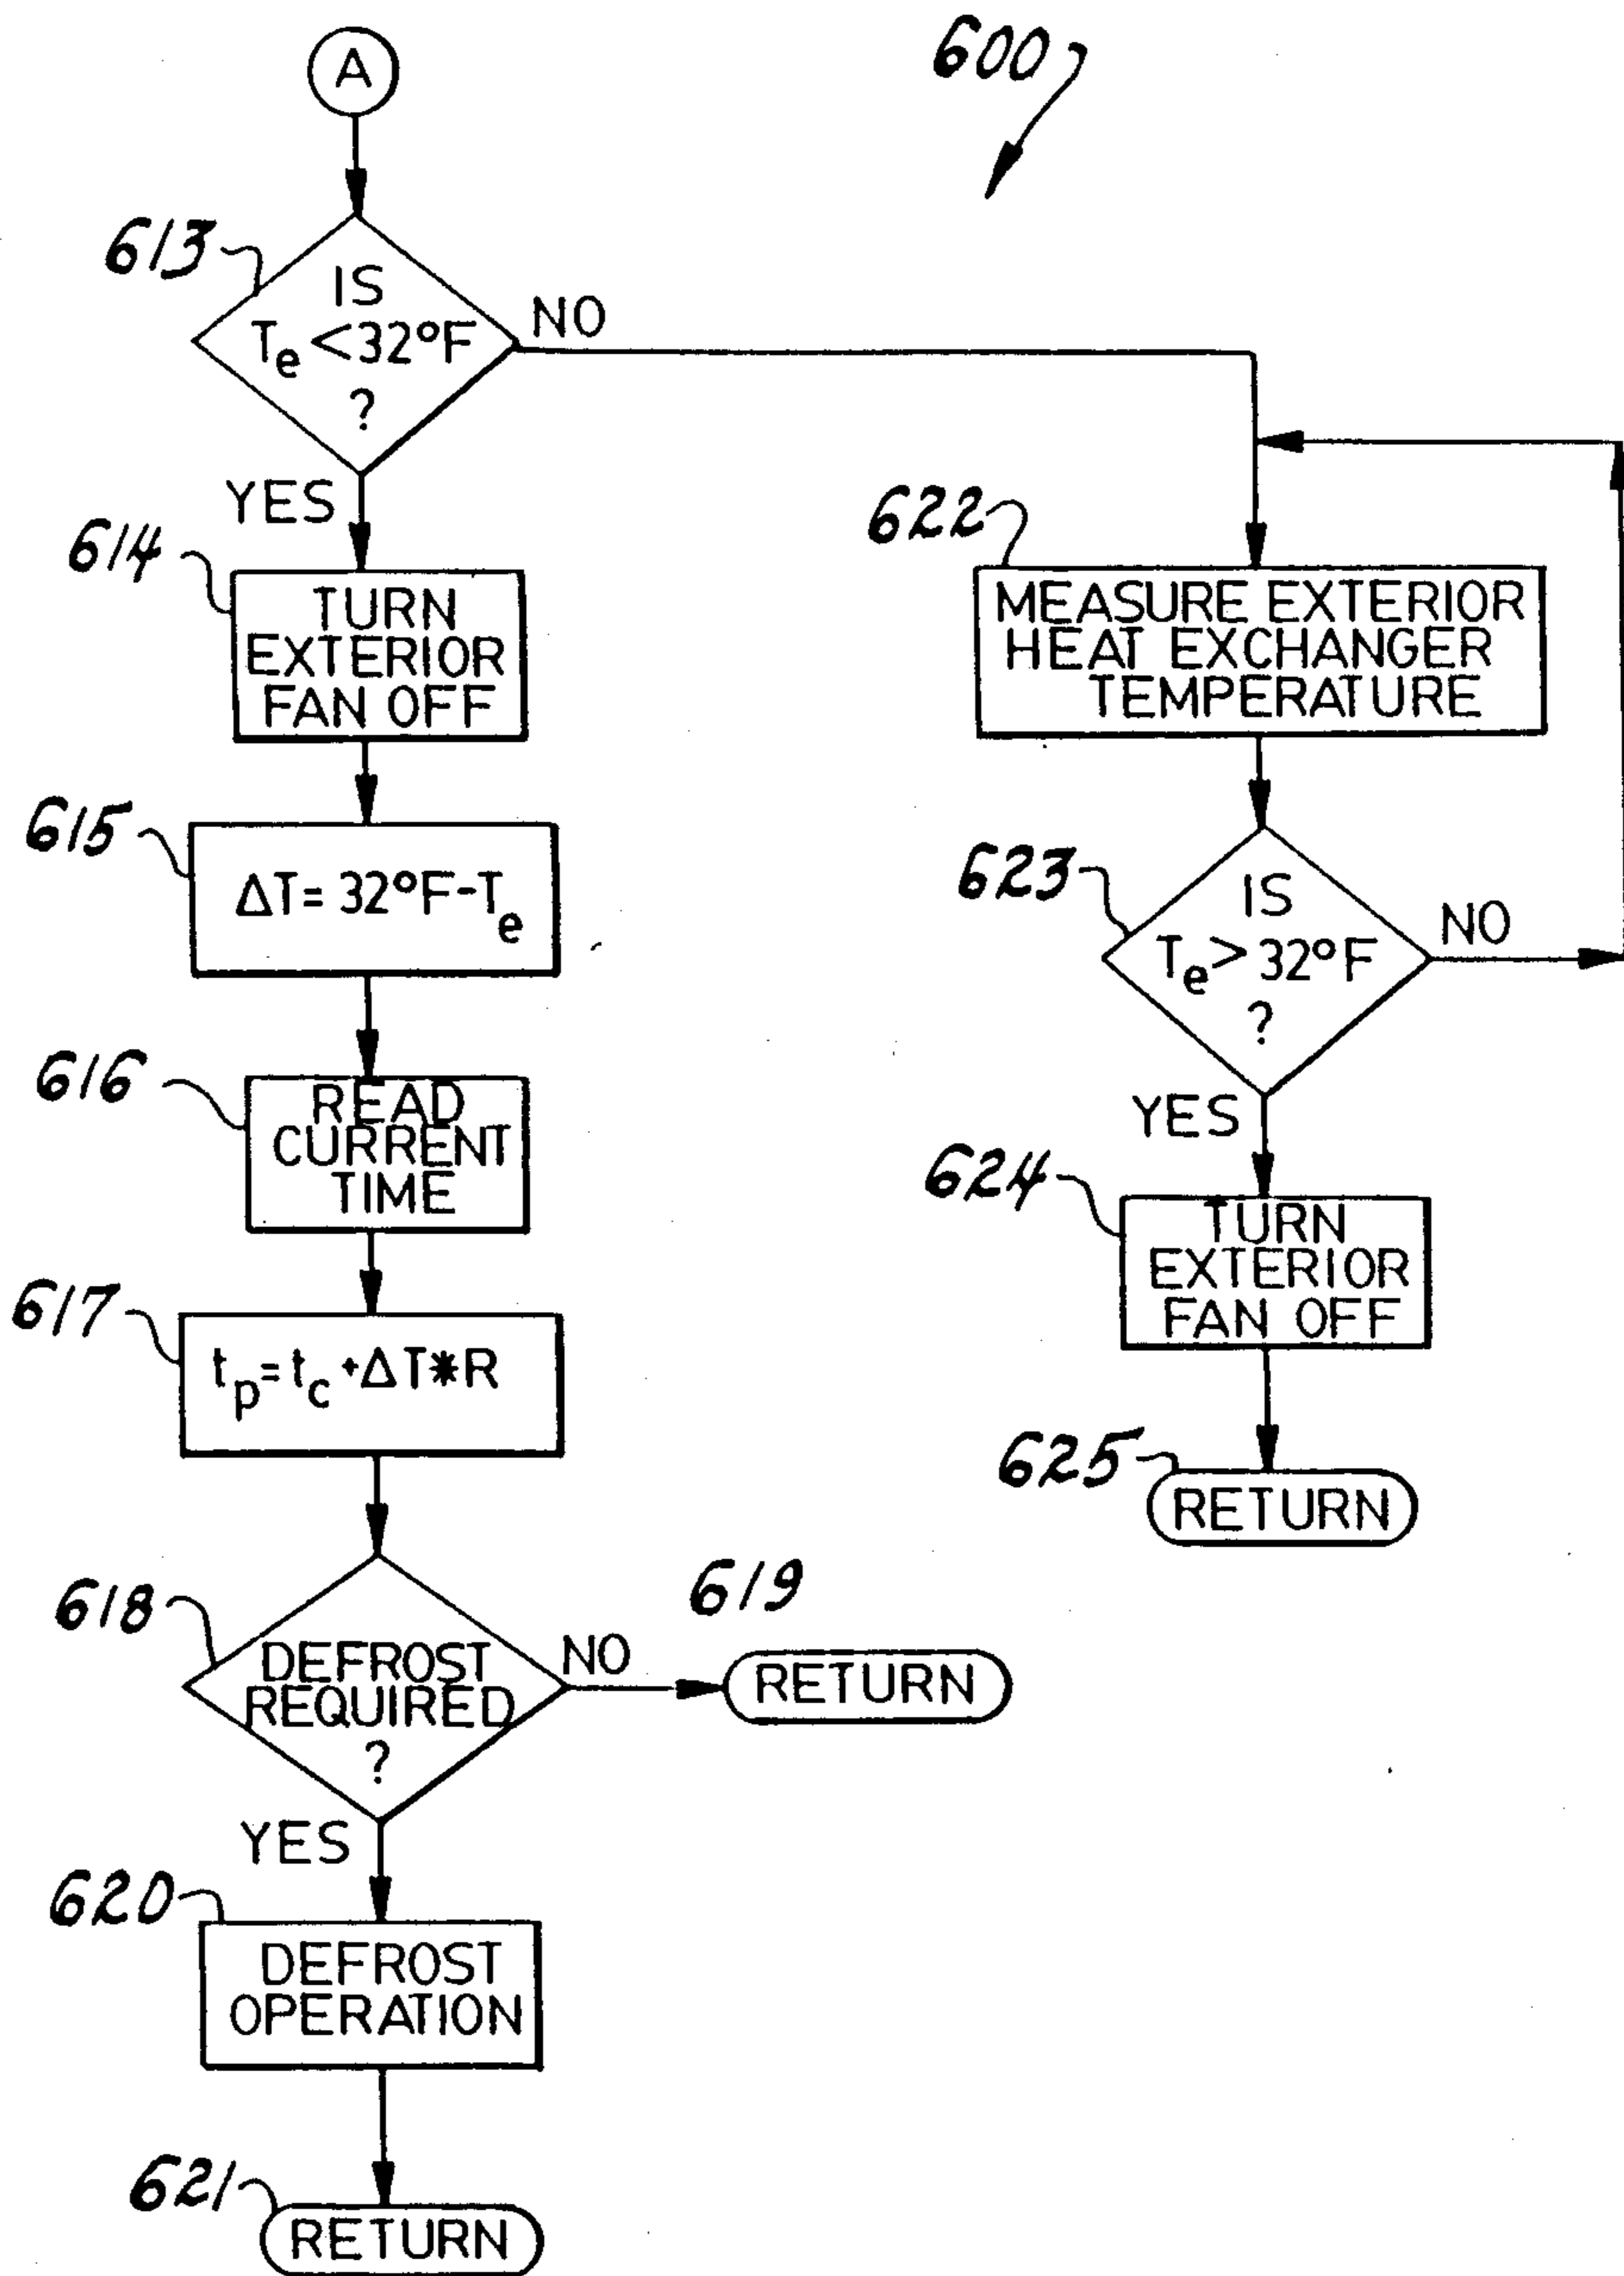 A
600
613
IS
Te <32°F
?
NO
YES
614
TURN
EXTERIOR
FAN OFF
615
ΔT= 32°F-Te
616
READ
CURRENT
TIME
617
tp=tc+ΔT*R
618
DEFROST
REQUIRED
?
NO
619
RETURN
YES
620
DEFROST
OPERATION
621
RETURN
622
MEASURE EXTERIOR
HEAT EXCHANGER
TEMPERATURE
623
IS
Te> 32°F
?
NO
YES
624
TURN
EXTERIOR
FAN OFF
625
RETURN